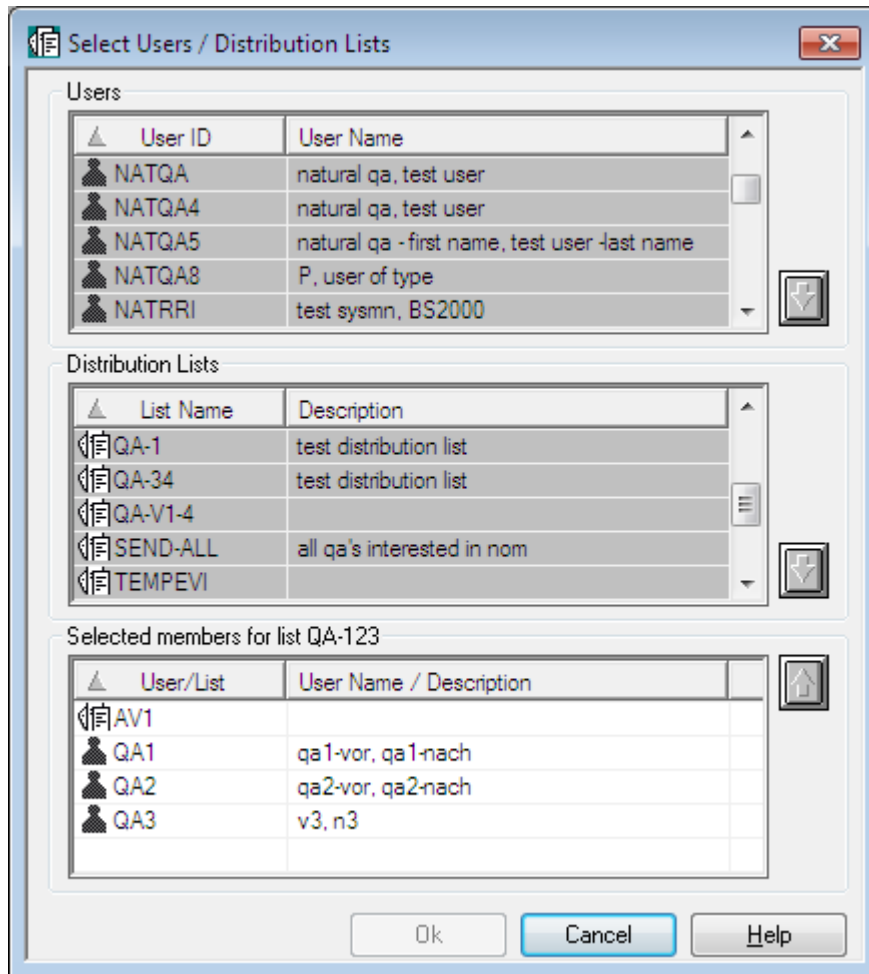 Select Users / Distribution Lists
Users
User ID User Name
NATQA natural qa, test user
NATQA4 natural qa, test user
NATQA5 natural qa - first name, test user -last name
NATQA8 P, user of type
NATRRI test sysmn, BS2000
Distribution Lists
List Name Description
QA-1 test distribution list
QA-34 test distribution list
QA-V1-4
SEND-ALL all qa's interested in nom
TEMPEVI
Selected members for list QA-123
User/List User Name / Description
AV1
QA1 qa1-vor, qa1-nach
QA2 qa2-vor, qa2-nach
QA3 v3, n3
Ok Cancel Help